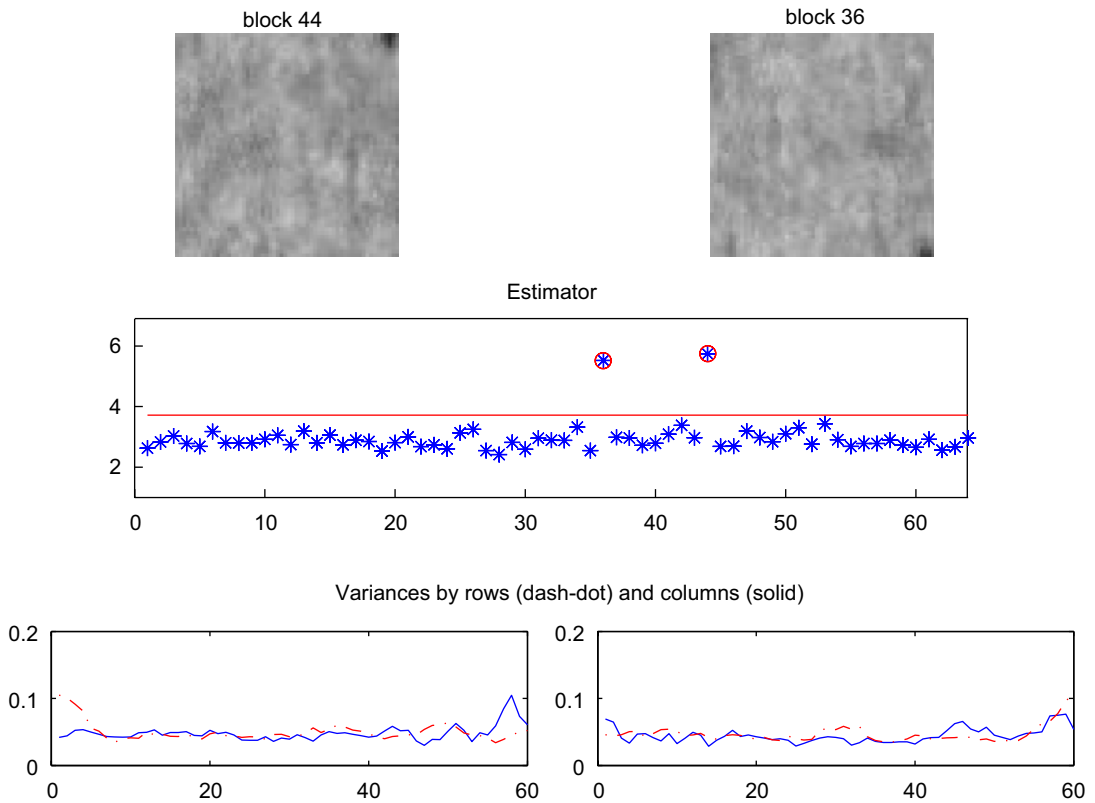 block 44
block 36
Estimator
6
4
2
0 10 20 30 40 50 60
Variances by rows (dash-dot) and columns (solid)
0.2
0.1
0
0 20 40 60
0.2
0.1
0
0 20 40 60